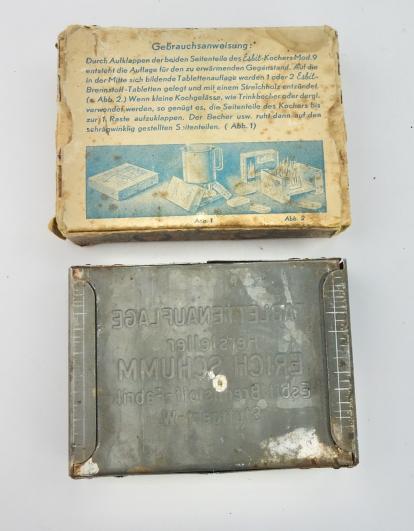 Gebrauchsanweisung:
Durch Aufklappen der beiden Seitenteile des Esbit-Kochers Mod. 9
entsteht die Auflage für den zu erwärmenden Gegenstand. Auf die
in der Mitte sich bildende Tablettenauflage werden 1 oder 2 Esbit-
Brennstoff-Tabletten gelegt und mit einem Streichholz entzündet.
(s. Abb. 2.) Wenn kleine Kochgefässe, wie Trinkbecher oder dergl.
verwendet werden, so genügt es, die Seitenteile des Kochers bis
zur 1. Raste aufzuklappen. Der Becher usw. ruht dann auf den
schrägwinklig gestellten Seitenteilen. (Abb. 1)
Abb. 1 Abb. 2
TABLETTENAUFLAGE
Hersteller
ERICH SCHUMM
Esbit-Brennstoff-Fabrik
Stuttgart-W.